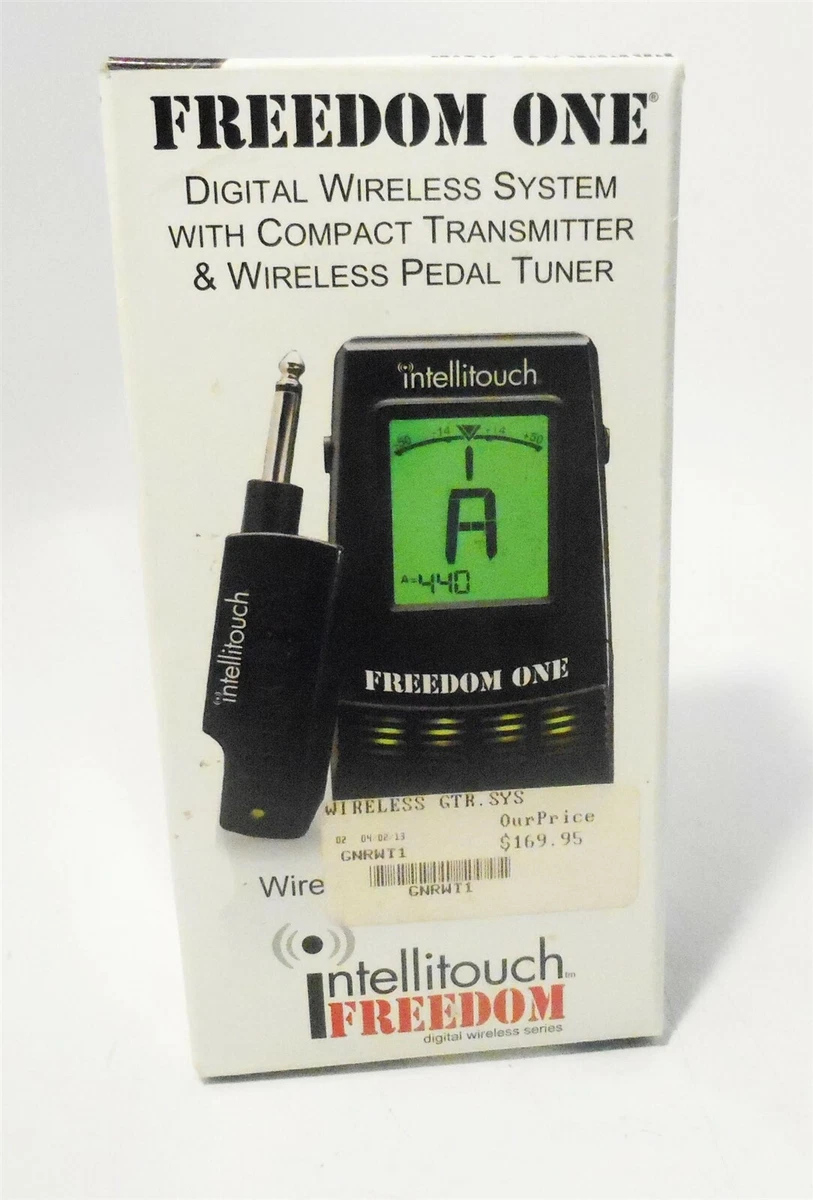 FREEDOM ONE®
DIGITAL WIRELESS SYSTEM
WITH COMPACT TRANSMITTER
& WIRELESS PEDAL TUNER
intellitouch
-50 -14 +14 +50
A
A=440
intellitouch
FREEDOM ONE
WIRELESS GTR.SYS
OurPrice
02 04/02/13
$169.95
GNRWT1
GNRWT1
Wire
intellitouch
FREEDOM
digital wireless series